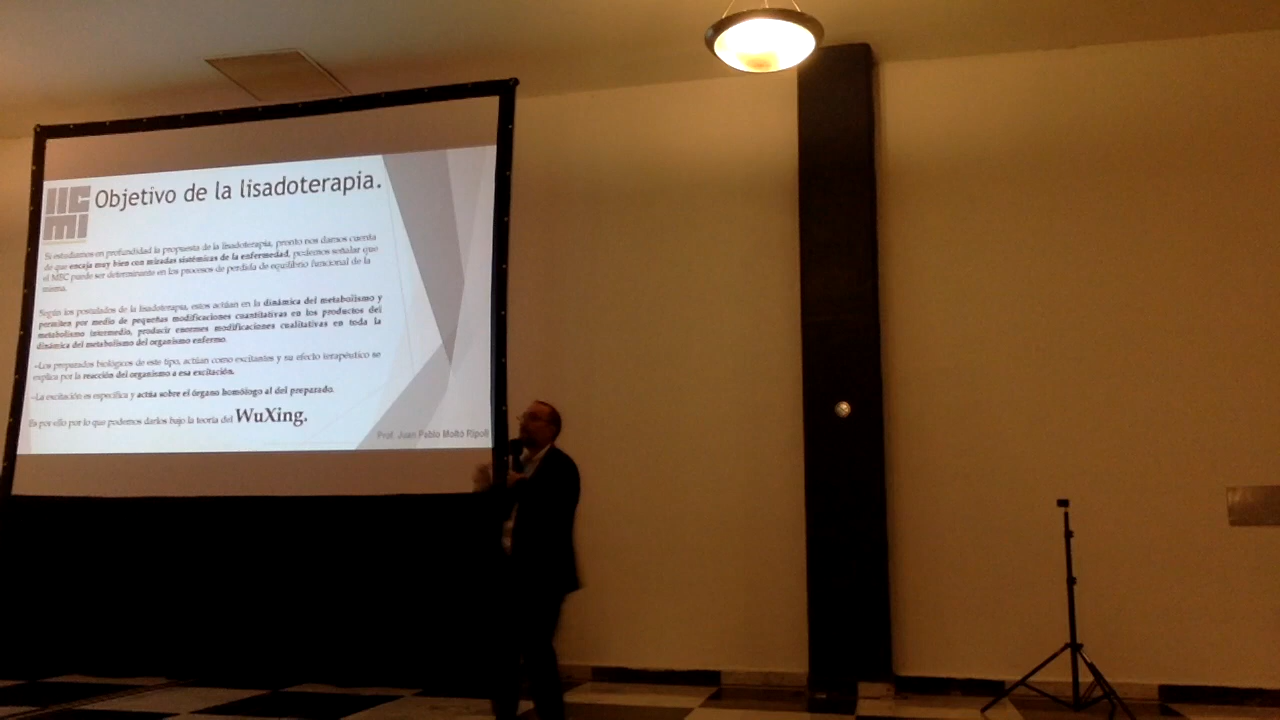 IICMI
Objetivo de la lisadoterapia.
Si estudiamos en profundidad la propuesta de la lisadoterapia, pronto nos damos cuenta
de que encaja muy bien con miradas sistémicas de la enfermedad, podemos señalar que
el MEC puede ser determinante en los procesos de perdida de equilibrio funcional de la
misma.
Según los postulados de la lisadoterapia, estos actúan en la dinámica del metabolismo y
permiten por medio de pequeñas modificaciones cuantitativas en los productos del
metabolismo intermedio, producir enormes modificaciones cualitativas en toda la
dinámica del metabolismo del organismo enfermo.
–Los preparados biológicos de este tipo, actúan como excitantes y su efecto terapéutico se
explica por la reacción del organismo a esa excitación.
–La excitación es específica y actúa sobre el órgano homólogo al del preparado.
Es por ello por lo que podemos darlos bajo la teoría del WuXing.
Prof. Juan Pablo Moltó Ripoll